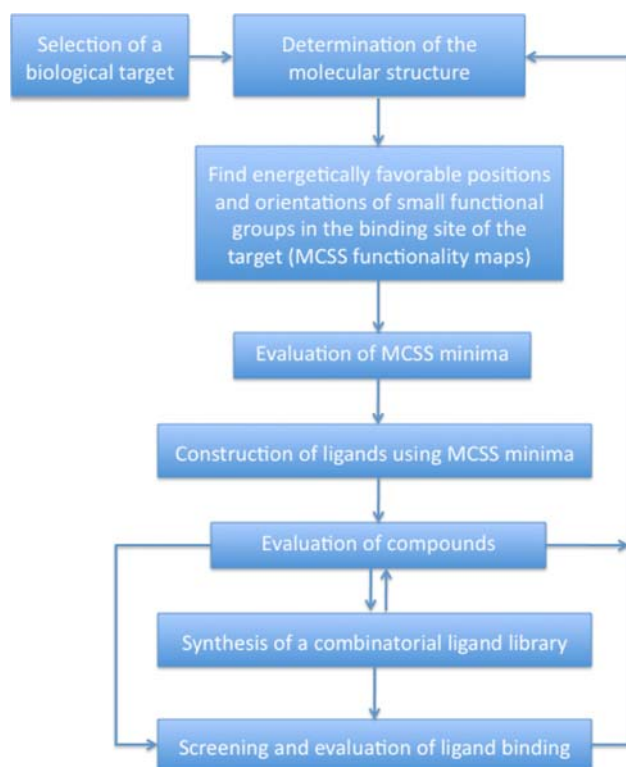 Selection of a
biological target
Determination of the
molecular structure
Find energetically favorable positions
and orientations of small functional
groups in the binding site of the
target (MCSS functionality maps)
Evaluation of MCSS minima
Construction of ligands using MCSS minima
Evaluation of compounds
Synthesis of a combinatorial ligand library
Screening and evaluation of ligand binding